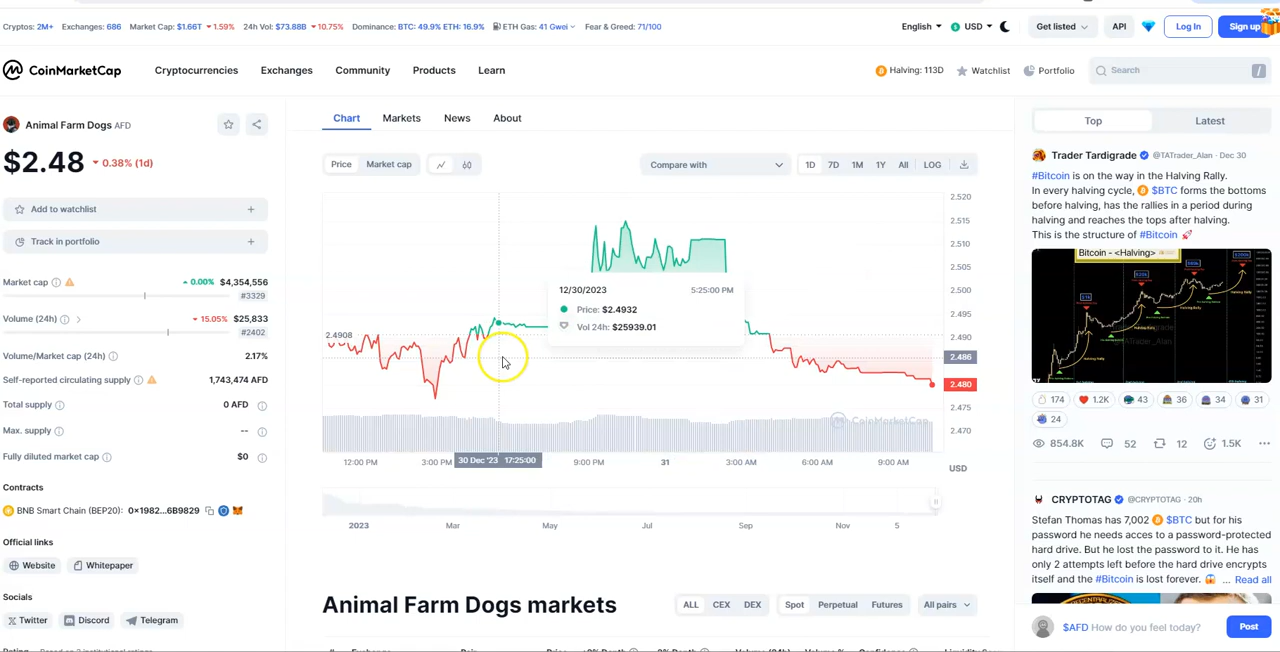 Cryptos: 2M+ Exchanges: 686 Market Cap: $1.66T 1.59% 24h Vol: $73.88B 10.75% Dominance: BTC: 49.9% ETH: 16.9% ETH Gas: 41 Gwei Fear & Greed: 71/100
English USD Get listed API Log In Sign up
CoinMarketCap Cryptocurrencies Exchanges Community Products Learn Halving: 113D Watchlist Portfolio Search /
Animal Farm Dogs AFD
$2.48 0.38% (1d)
Add to watchlist +
Track in portfolio +
Market cap 0.00% $4,354,556
#3329
Volume (24h) 15.05% $25,833
#2402
Volume/Market cap (24h) 2.17%
Self-reported circulating supply 1,743,474 AFD
Total supply 0 AFD
Max. supply --
Fully diluted market cap $0
Contracts
BNB Smart Chain (BEP20): 0x1982...6B9829
Official links
Website Whitepaper
Socials
Twitter Discord Telegram
Chart Markets News About
Price Market cap Compare with 1D 7D 1M 1Y All LOG
2.520
2.515
2.510
2.505
2.500
2.495
2.490
2.486
2.480
2.475
2.470
2.4908
12/30/2023 5:25:00 PM
Price: $2.4932
Vol 24h: $25939.01
CoinMarketCap
12:00 PM 3:00 PM 30 Dec '23 17:25:00 9:00 PM 31 3:00 AM 6:00 AM 9:00 AM USD
2023 Mar May Jul Sep Nov 5
Animal Farm Dogs markets ALL CEX DEX Spot Perpetual Futures All pairs
Top Latest
Trader Tardigrade @TATrader_Alan · Dec 30
#Bitcoin is on the way in the Halving Rally.
In every halving cycle, $BTC forms the bottoms
before halving, has the rallies in a period during
halving and reaches the tops after halving.
This is the structure of #Bitcoin
Bitcoin - <Halving>
174 1.2K 43 36 34 31
24
854.8K 52 12 1.5K
CRYPTOTAG @CRYPTOTAG · 20h
Stefan Thomas has 7,002 $BTC but for his
password he needs acces to a password-protected
hard drive. But he lost the password to it. He has
only 2 attempts left before the hard drive encrypts
itself and the #Bitcoin is lost forever. ... Read all
$AFD How do you feel today? Post